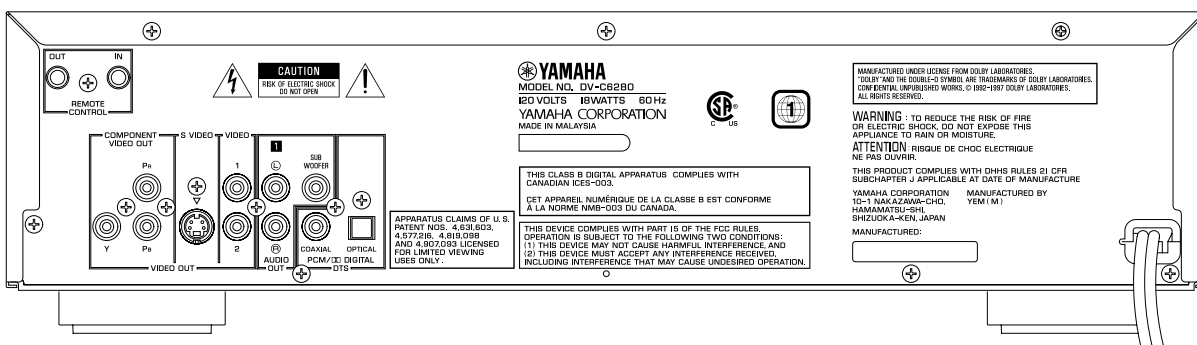 OUT
IN
REMOTE
CONTROL
CAUTION
RISK OF ELECTRIC SHOCK
DO NOT OPEN
COMPONENT
VIDEO OUT
S VIDEO
VIDEO
PR
Y
PB
1
2
VIDEO OUT
1
L
R
AUDIO
OUT
SUB
WOOFER
COAXIAL
OPTICAL
PCM/DD DIGITAL
DTS
APPARATUS CLAIMS OF U.S.
PATENT NOS. 4,631,603,
4,577,216, 4,819,098
AND 4,907,093 LICENSED
FOR LIMITED VIEWING
USES ONLY.
YAMAHA
MODEL NO. DV-C6280
120 VOLTS 18WATTS 60Hz
YAMAHA CORPORATION
MADE IN MALAYSIA
SA
®
C US
1
THIS CLASS B DIGITAL APPARATUS COMPLIES WITH
CANADIAN ICES-003.
ÇET APPAREIL NUMÉRIQUE DE LA CLASSE B EST CONFORME
À LA NORME NMB-003 DU CANADA.
THIS DEVICE COMPLIES WITH PART 15 OF THE FCC RULES,
OPERATION IS SUBJECT TO THE FOLLOWING TWO CONDITIONS:
(1) THIS DEVICE MAY NOT CAUSE HARMFUL INTERFERENCE, AND
(2) THIS DEVICE MUST ACCEPT ANY INTERFERENCE RECEIVED,
INCLUDING INTERFERENCE THAT MAY CAUSE UNDESIRED OPERATION.
MANUFACTURED UNDER LICENSE FROM DOLBY LABORATORIES.
"DOLBY"AND THE DOUBLE-D SYMBOL ARE TRADEMARKS OF DOLBY LABORATORIES.
CONFIDENTIAL UNPUBLISHED WORKS. © 1992-1997 DOLBY LABORATORIES.
ALL RIGHTS RESERVED.
WARNING : TO REDUCE THE RISK OF FIRE
OR ELECTRIC SHOCK, DO NOT EXPOSE THIS
APPLIANCE TO RAIN OR MOISTURE.
ATTENTION : RISQUE DE CHOC ELECTRIQUE
NE PAS OUVRIR.
THIS PRODUCT COMPLIES WITH DHHS RULES 21 CFR
SUBCHAPTER J APPLICABLE AT DATE OF MANUFACTURE
YAMAHA CORPORATION
10-1 NAKAZAWA-CHO,
HAMAMATSU-SHI,
SHIZUOKA-KEN, JAPAN
MANUFACTURED BY
YEM ( M )
MANUFACTURED: